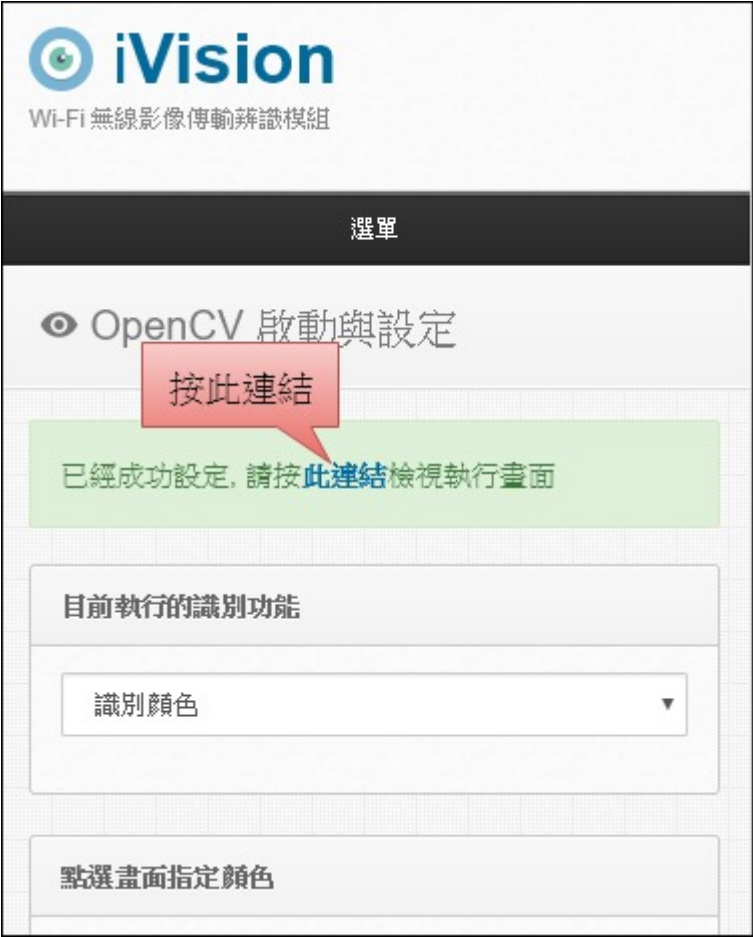 iVision
Wi-Fi 無線影像傳輸辨識模組
選單
OpenCV 啟動與設定
按此連結
已經成功設定, 請按此連結檢視執行畫面
目前執行的識別功能
識別顏色
點選畫面指定顏色